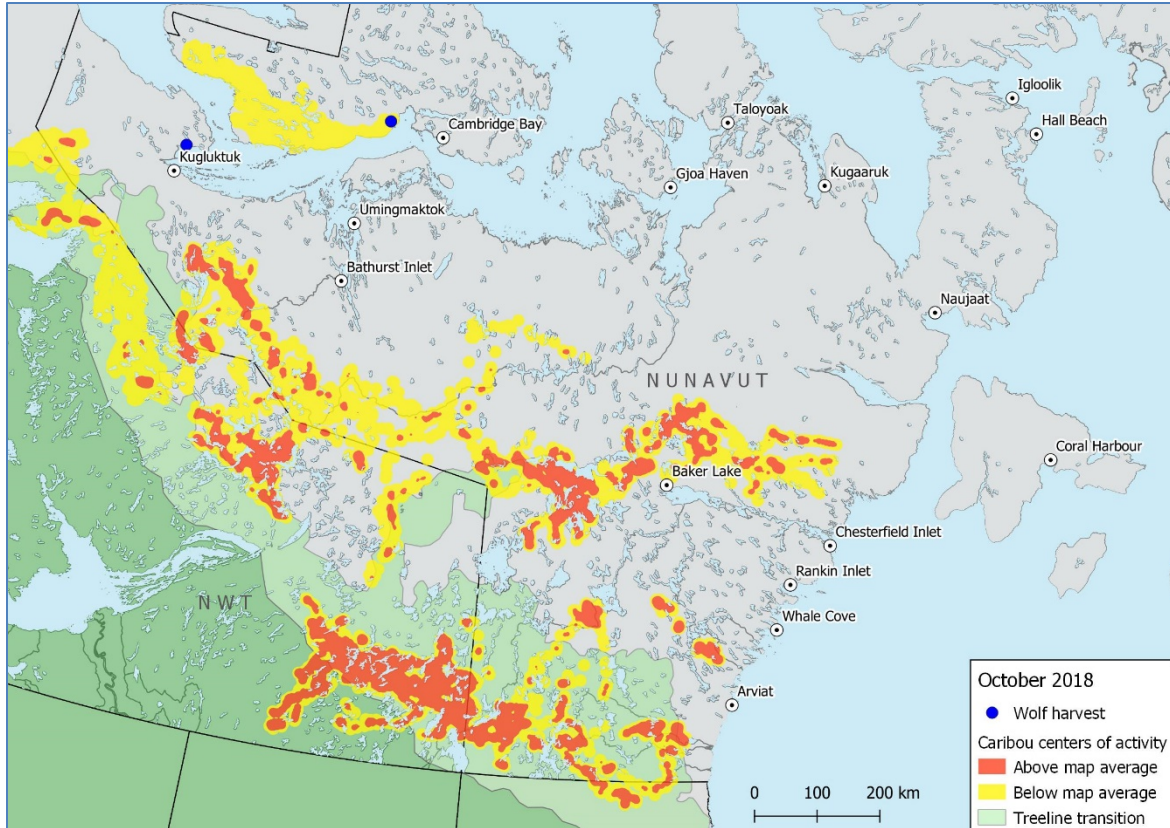 Igloolik
Hall Beach
Taloyoak
Cambridge Bay
Kugluktuk
Gjoa Haven
Kugaaruk
Umingmaktok
Bathurst Inlet
Naujaat
NUNAVUT
Coral Harbour
Baker Lake
Chesterfield Inlet
Rankin Inlet
NWT
Whale Cove
Arviat
October 2018
Wolf harvest
Caribou centers of activity
Above map average
Below map average
Treeline transition
0 100 200 km